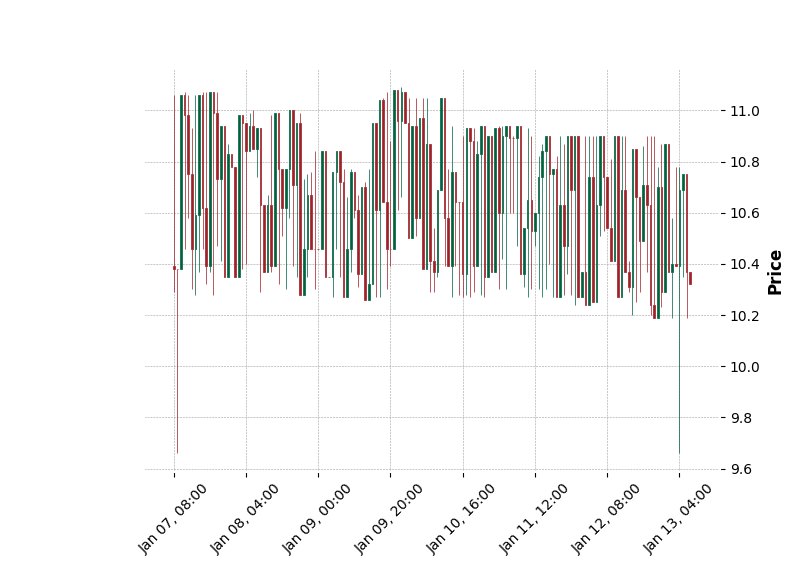 11.0
10.8
10.6
10.4
10.2
10.0
9.8
9.6
Price
Jan 07, 08:00
Jan 08, 04:00
Jan 09, 00:00
Jan 09, 20:00
Jan 10, 16:00
Jan 11, 12:00
Jan 12, 08:00
Jan 13, 04:00